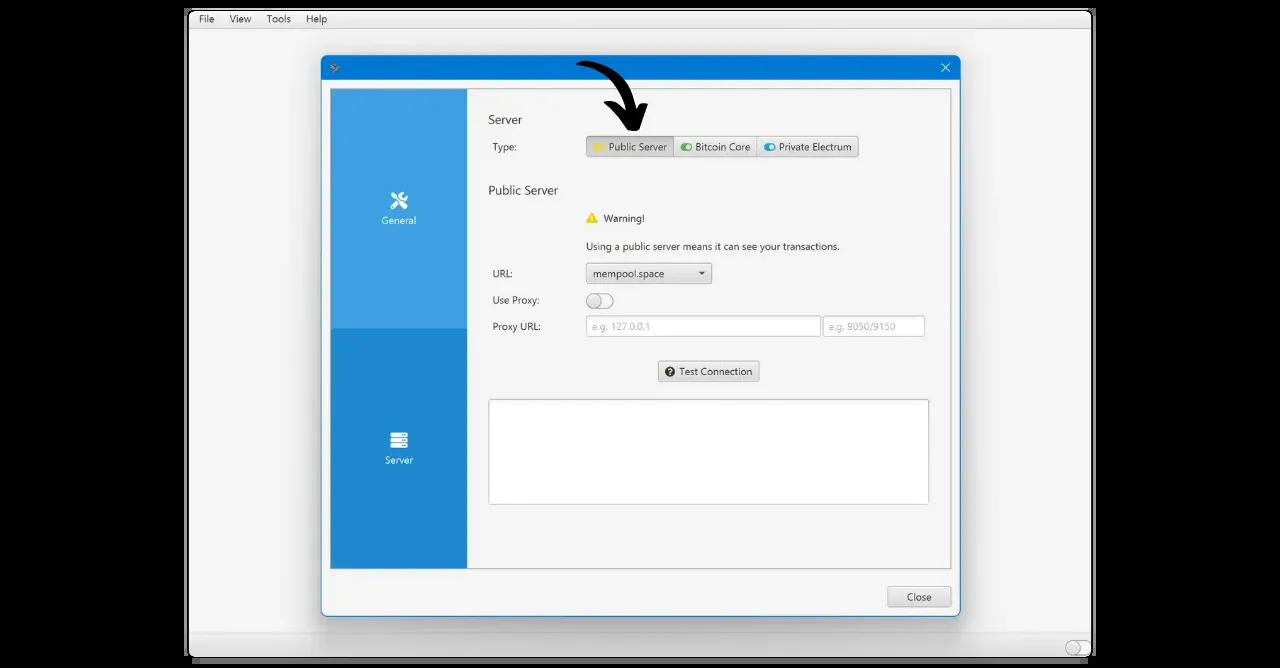 File View Tools Help
Server
Type: Public Server Bitcoin Core Private Electrum
Public Server
Warning!
Using a public server means it can see your transactions.
URL: mempool.space
Use Proxy:
Proxy URL: e.g. 127.0.0.1 e.g. 9050/9150
Test Connection
General
Server
Close